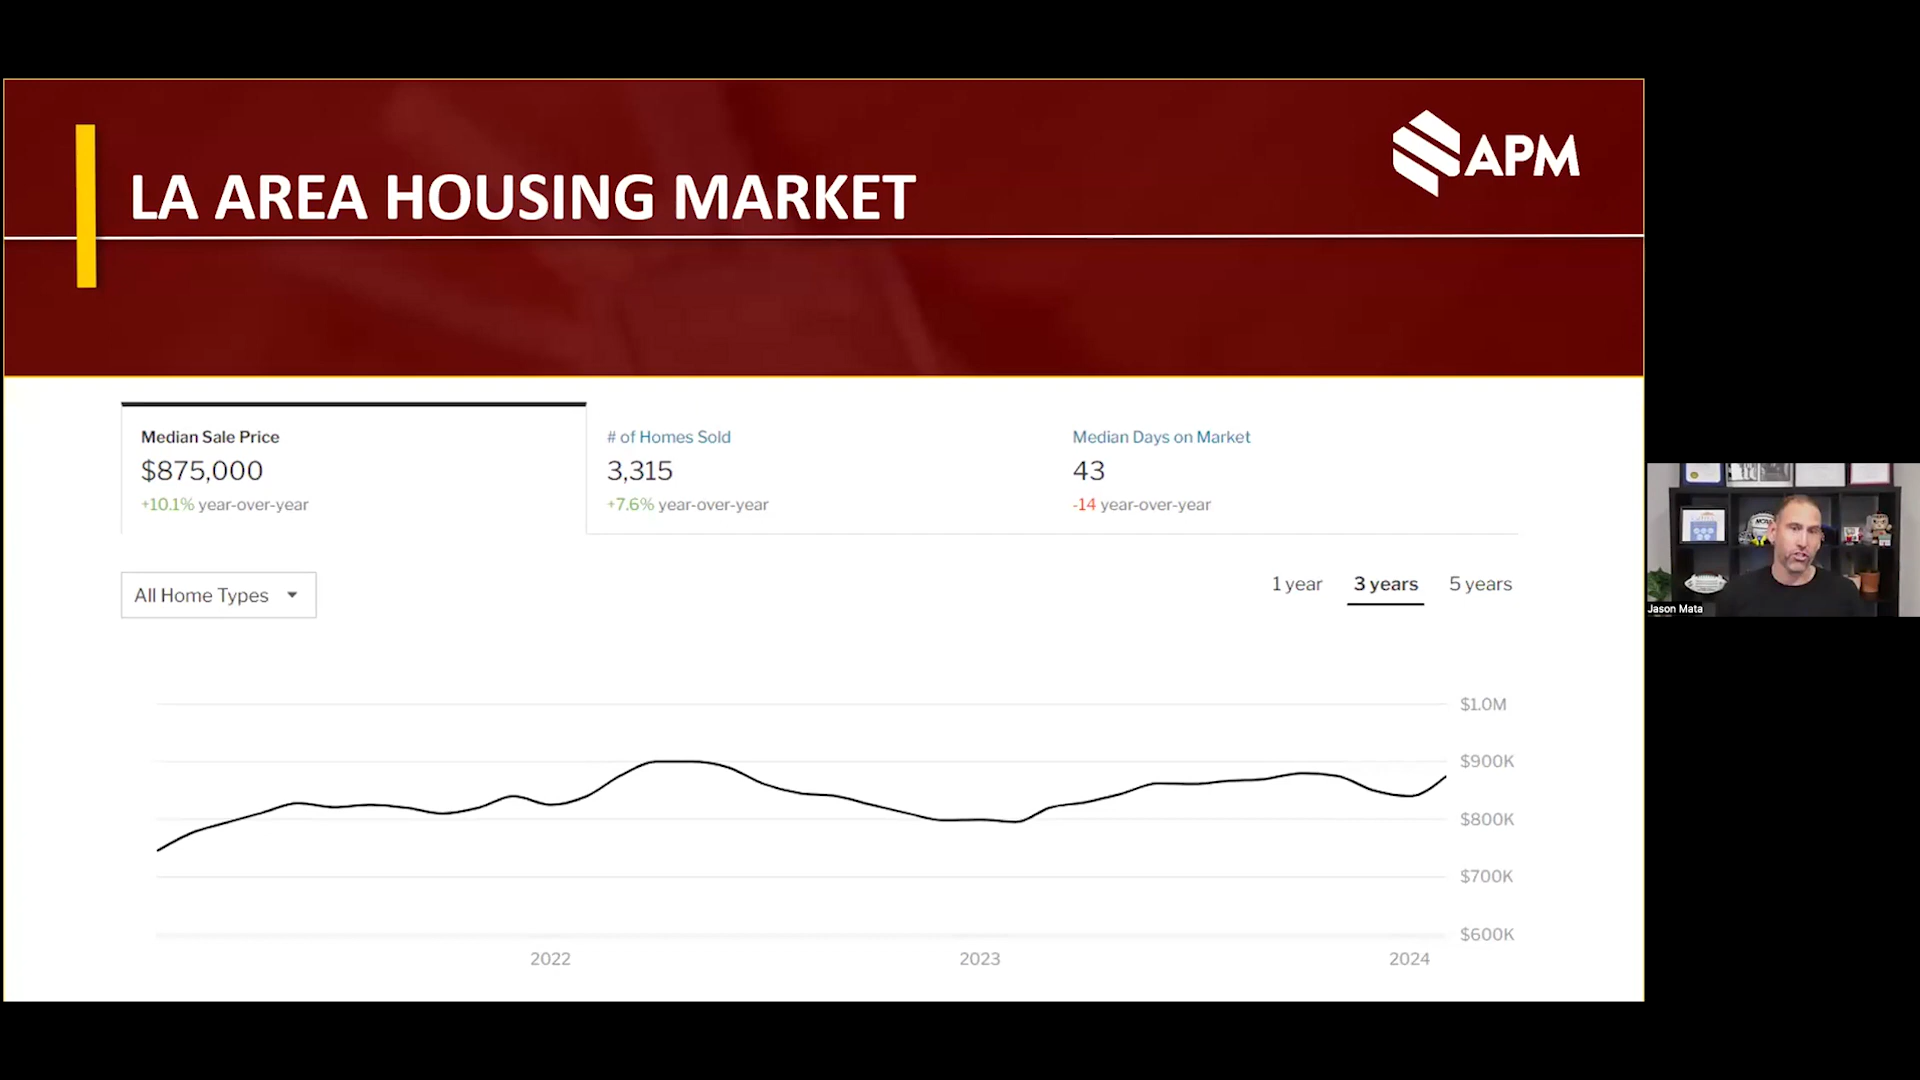 LA AREA HOUSING MARKET
APM
Median Sale Price
$875,000
+10.1% year-over-year
# of Homes Sold
3,315
+7.6% year-over-year
Median Days on Market
43
-14 year-over-year
All Home Types
1 year
3 years
5 years
$1.0M
$900K
$800K
$700K
$600K
2022
2023
2024
Jason Mata